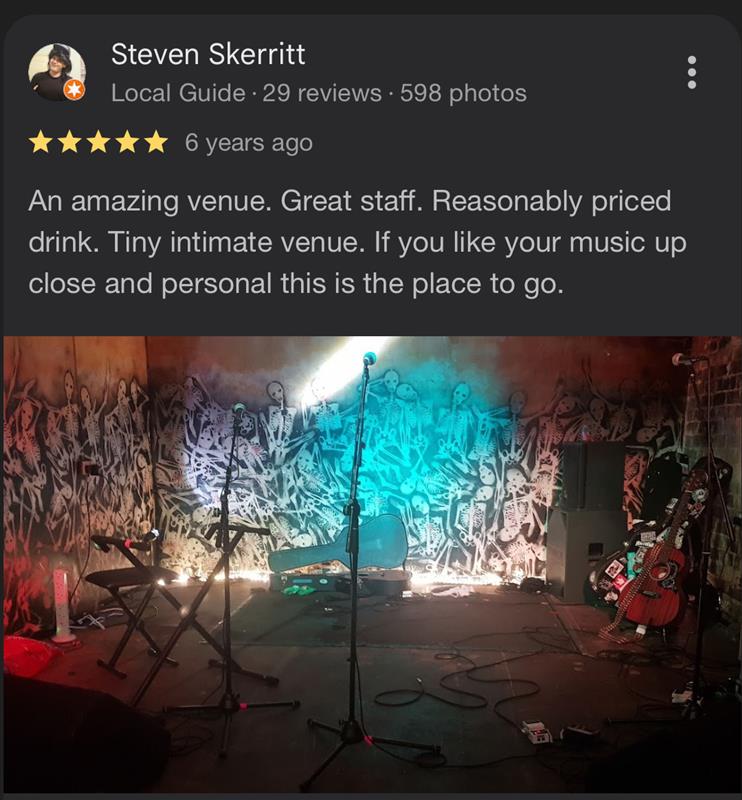 Steven Skerritt
Local Guide · 29 reviews · 598 photos
6 years ago
An amazing venue. Great staff. Reasonably priced
drink. Tiny intimate venue. If you like your music up
close and personal this is the place to go.